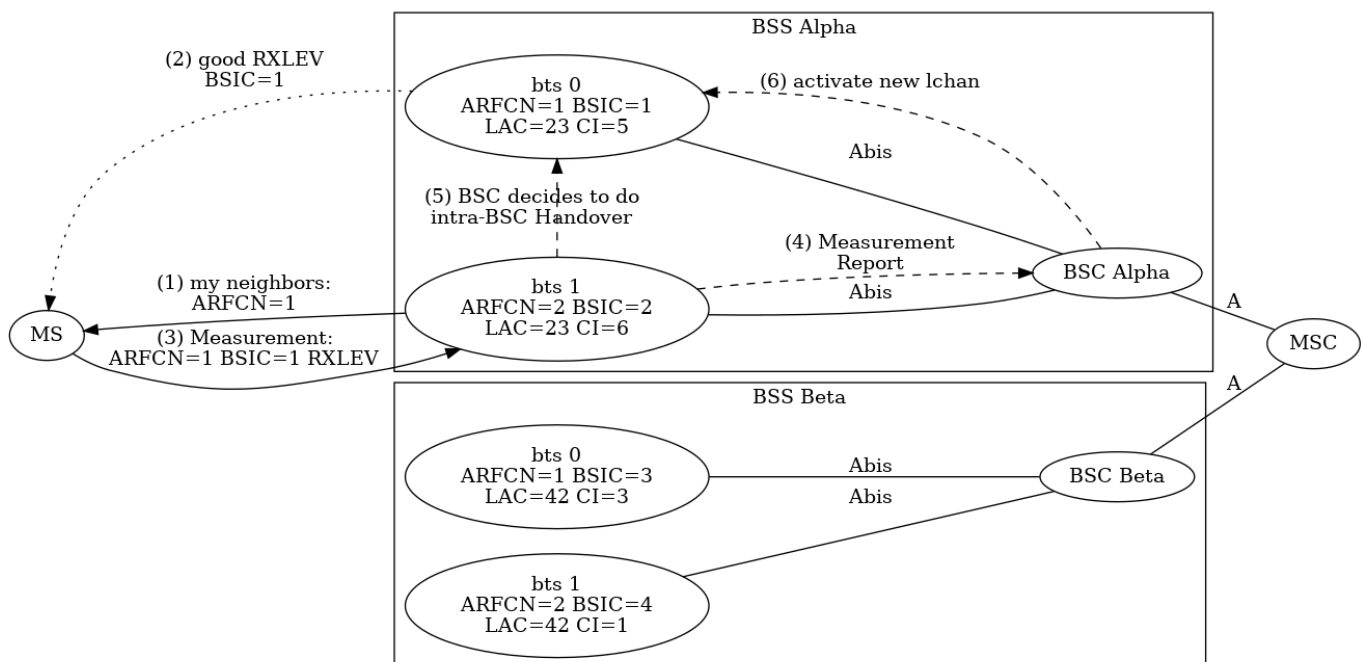 BSS Alpha
(2) good RXLEV
BSIC=1
bts 0
ARFCN=1 BSIC=1
LAC=23 CI=5
(6) activate new lchan
Abis
(5) BSC decides to do
intra-BSC Handover
(4) Measurement
Report
BSC Alpha
(1) my neighbors:
ARFCN=1
bts 1
ARFCN=2 BSIC=2
LAC=23 CI=6
Abis
A
MS
(3) Measurement:
ARFCN=1 BSIC=1 RXLEV
MSC
A
BSS Beta
bts 0
ARFCN=1 BSIC=3
LAC=42 CI=3
Abis
BSC Beta
Abis
bts 1
ARFCN=2 BSIC=4
LAC=42 CI=1